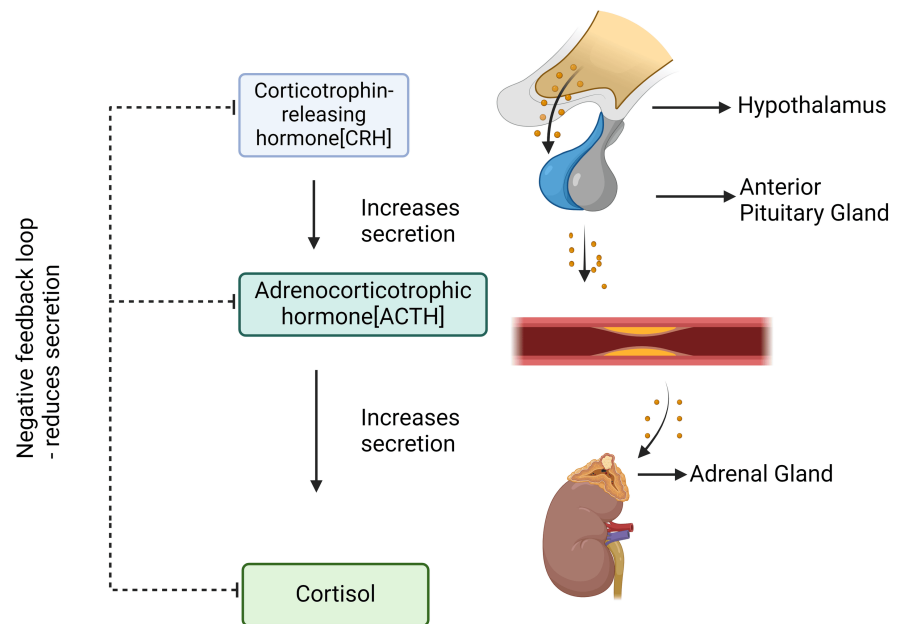 Corticotrophin-
releasing
hormone[CRH]
Hypothalamus
Anterior
Pituitary Gland
Increases
secretion
Negative feedback loop
- reduces secretion
Adrenocorticotrophic
hormone[ACTH]
Increases
secretion
Adrenal Gland
Cortisol